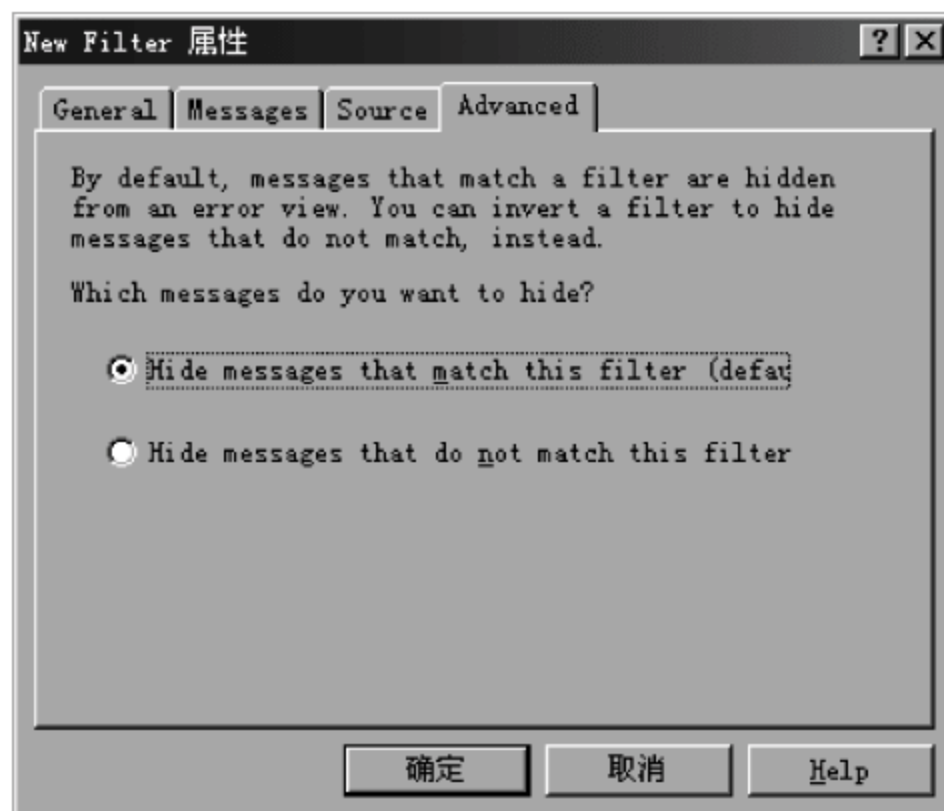 New Filter 属性
General Messages Source Advanced
By default, messages that match a filter are hidden
from an error view. You can invert a filter to hide
messages that do not match, instead.
Which messages do you want to hide?
Hide messages that match this filter (defau
Hide messages that do not match this filter
确定 取消 Help